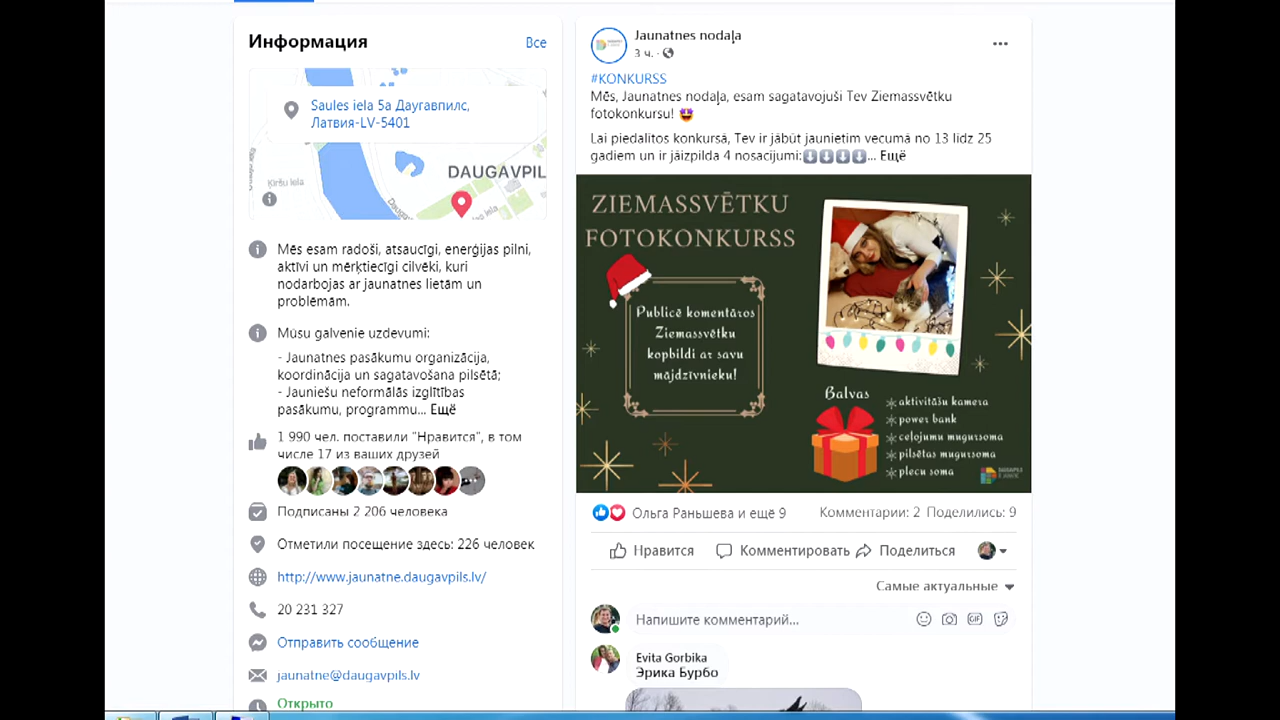 Информация
Все
Saules iela 5a Даугавпилс,
Латвия-LV-5401
DAUGAVPIL
Ķiršu iela
Mēs esam radoši, atsaucīgi, enerģijas pilni,
aktīvi un mērķtiecīgi cilvēki, kuri
nodarbojas ar jaunatnes lietām un
problēmām.
Mūsu galvenie uzdevumi:
- Jaunatnes pasākumu organizācija,
koordinācija un sagatavošana pilsētā;
- Jauniešu neformālās izglītības
pasākumu, programmu... Ещё
1 990 чел. поставили "Нравится", в том
числе 17 из ваших друзей
Подписаны 2 206 человека
Отметили посещение здесь: 226 человек
http://www.jaunatne.daugavpils.lv/
20 231 327
Отправить сообщение
jaunatne@daugavpils.lv
Открыто
Jaunatnes nodaļa
3 ч.
#KONKURSS
Mēs, Jaunatnes nodaļa, esam sagatavojuši Tev Ziemassvētku
fotokonkursu! 🤩
Lai piedalītos konkursā, Tev ir jābūt jaunietim vecumā no 13 līdz 25
gadiem un ir jāizpilda 4 nosacījumi:⬇⬇⬇⬇... Ещё
ZIEMASSVĒTKU
FOTOKONKURSS
Publicē komentāros
Ziemassvētku
kopbildi ar savu
mājdzīvnieku!
Balvas
aktivitāšu kamera
power bank
ceļojumu mugursoma
pilsētas mugursoma
plecu soma
Ольга Раньшева и ещё 9
Комментарии: 2 Поделились: 9
Нравится
Комментировать
Поделиться
Самые актуальные
Напишите комментарий...
GIF
Evita Gorbika
Эрика Бурбо